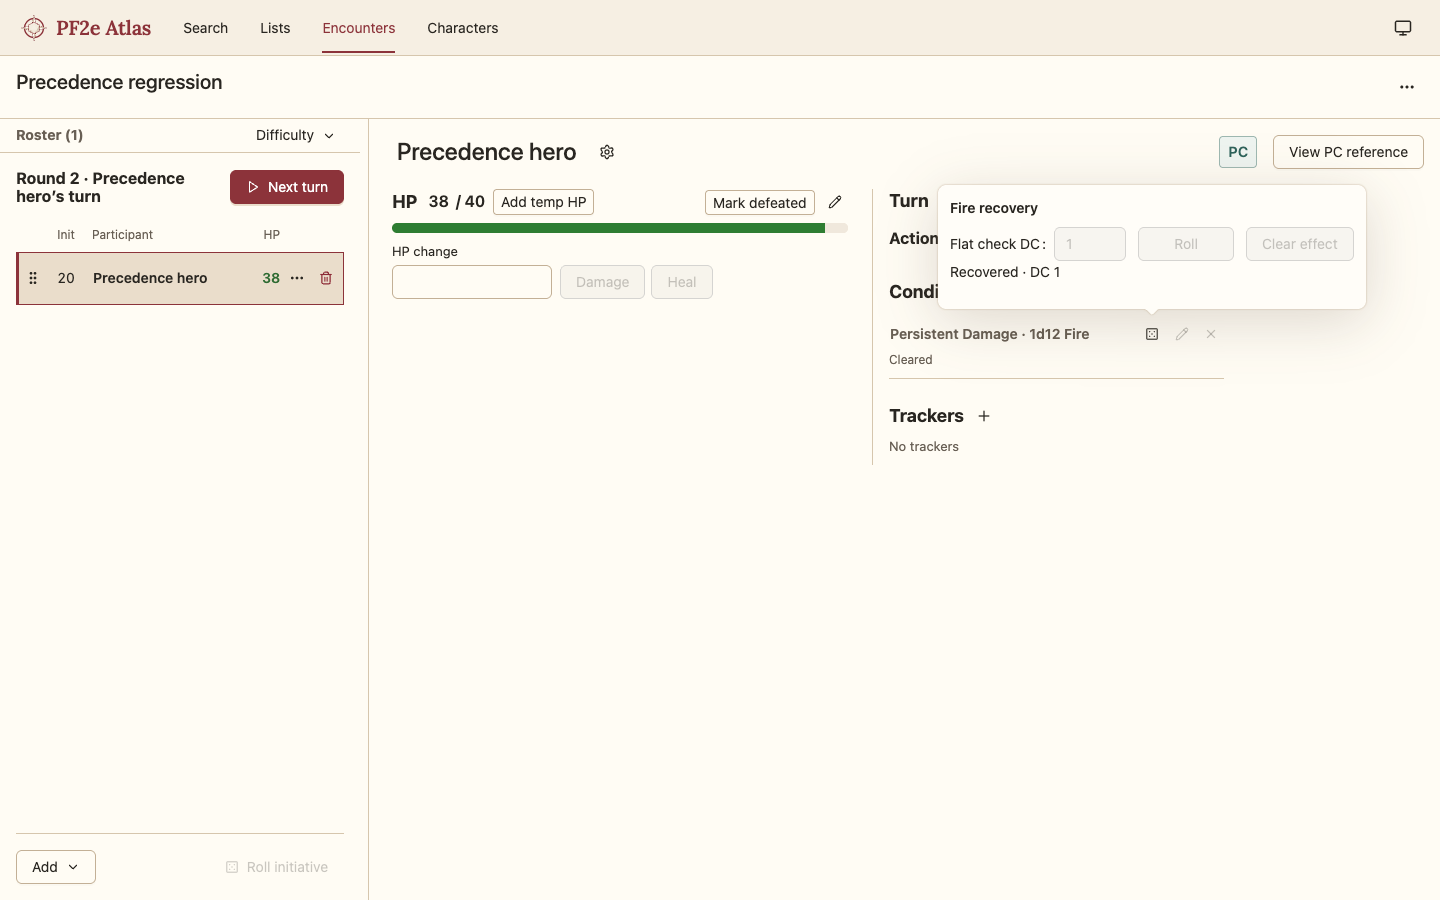 PF2e Atlas
Search
Lists
Encounters
Characters
Precedence regression
Roster (1)
Difficulty
Round 2 · Precedence
hero’s turn
Next turn
Init
Participant
HP
20
Precedence hero
38
Add
Roll initiative
Precedence hero
PC
View PC reference
HP
38 / 40
Add temp HP
Mark defeated
HP change
Damage
Heal
Turn
Action
Condi
Fire recovery
Flat check DC:
1
Roll
Clear effect
Recovered · DC 1
Persistent Damage · 1d12 Fire
Cleared
Trackers
No trackers